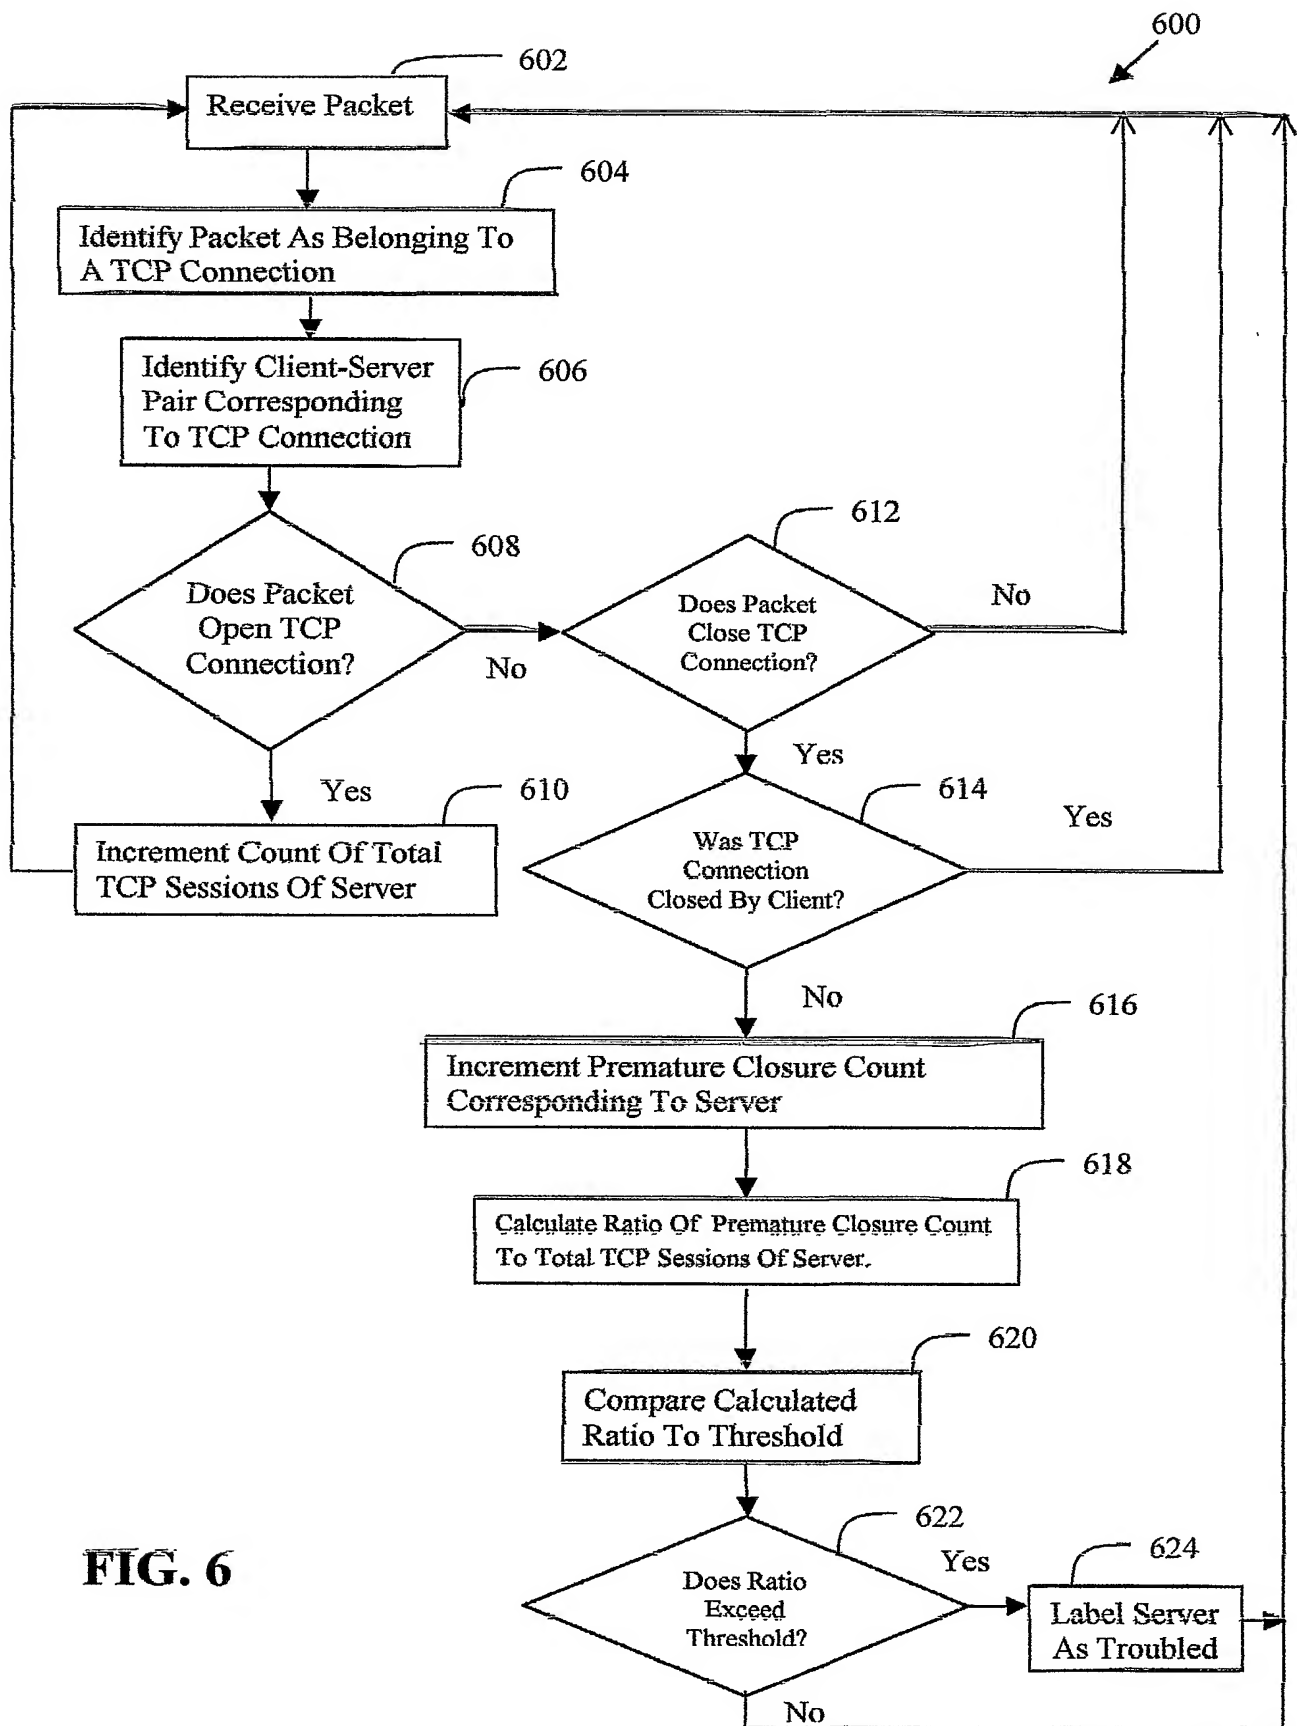 600
602
Receive Packet
604
Identify Packet As Belonging To
A TCP Connection
606
Identify Client-Server
Pair Corresponding
To TCP Connection
608
Does Packet
Open TCP
Connection?
No
Yes
610
Increment Count Of Total
TCP Sessions Of Server
612
Does Packet
Close TCP
Connection?
No
Yes
614
Was TCP
Connection
Closed By Client?
Yes
No
616
Increment Premature Closure Count
Corresponding To Server
618
Calculate Ratio Of Premature Closure Count
To Total TCP Sessions Of Server.
620
Compare Calculated
Ratio To Threshold
622
Does Ratio
Exceed
Threshold?
Yes
624
Label Server
As Troubled
No
FIG. 6